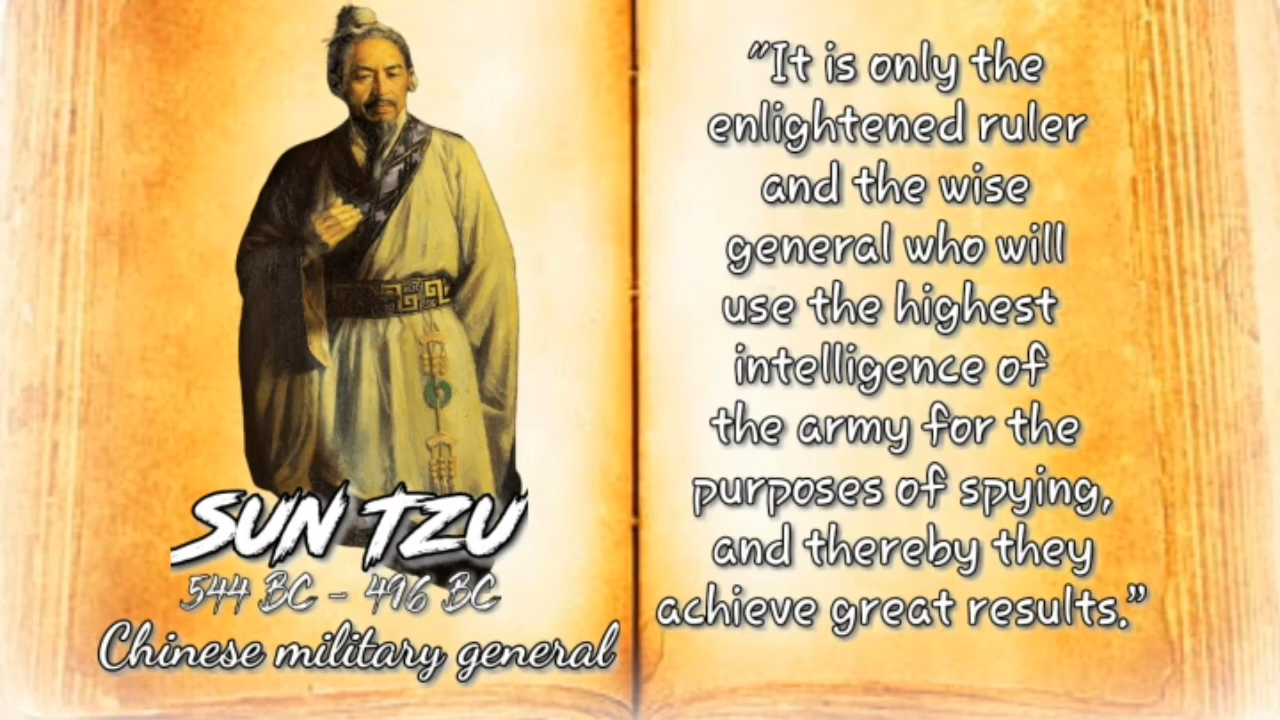 SUN TZU
544 BC - 496 BC
Chinese military general
"It is only the
enlightened ruler
and the wise
general who will
use the highest
intelligence of
the army for the
purposes of spying,
and thereby they
achieve great results."